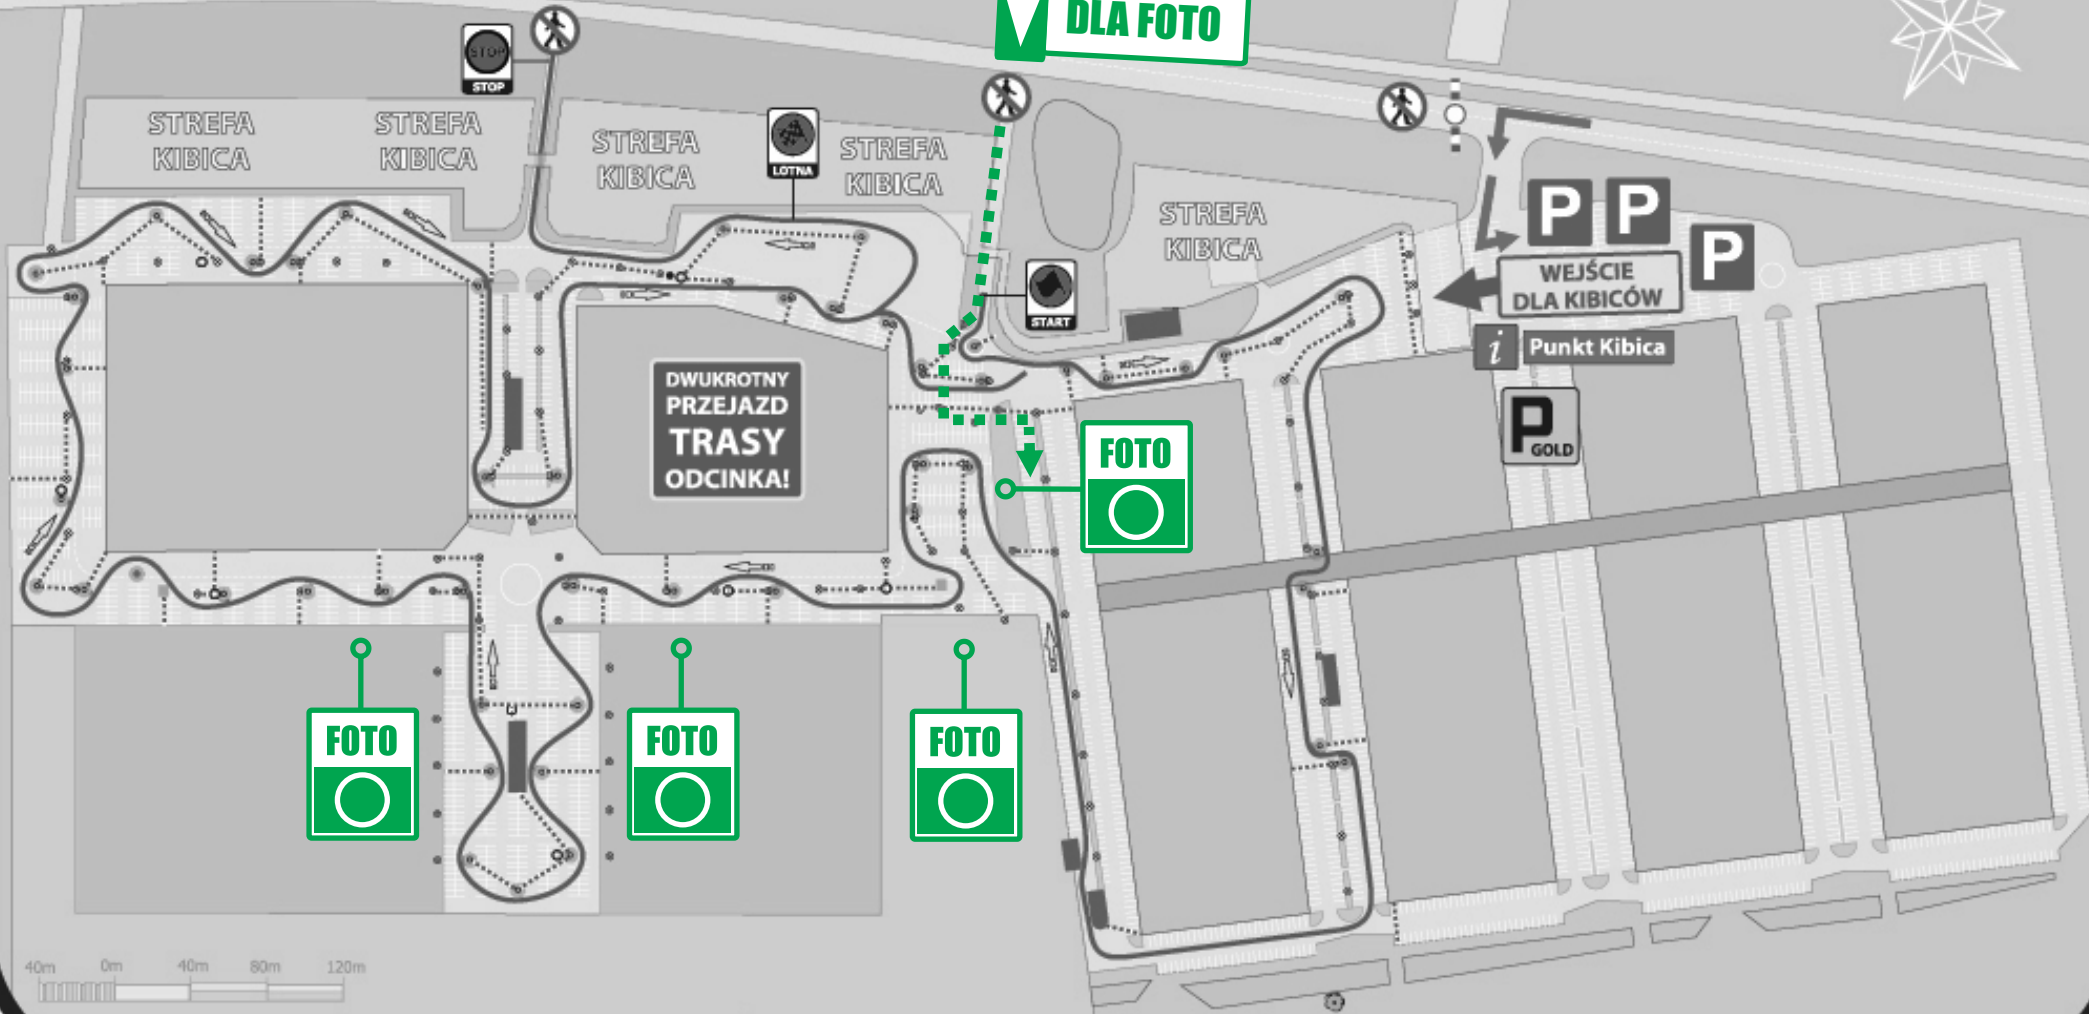 DLA FOTO
STOP
STOP
STREFA
KIBICA
STREFA
KIBICA
STREFA
KIBICA
LOTNA
STREFA
KIBICA
STREFA
KIBICA
P
P
P
WEJŚCIE
DLA KIBICÓW
START
i
Punkt Kibica
P
GOLD
DWUKROTNY
PRZEJAZD
TRASY
ODCINKA!
FOTO
FOTO
FOTO
FOTO
40m 0m 40m 80m 120m